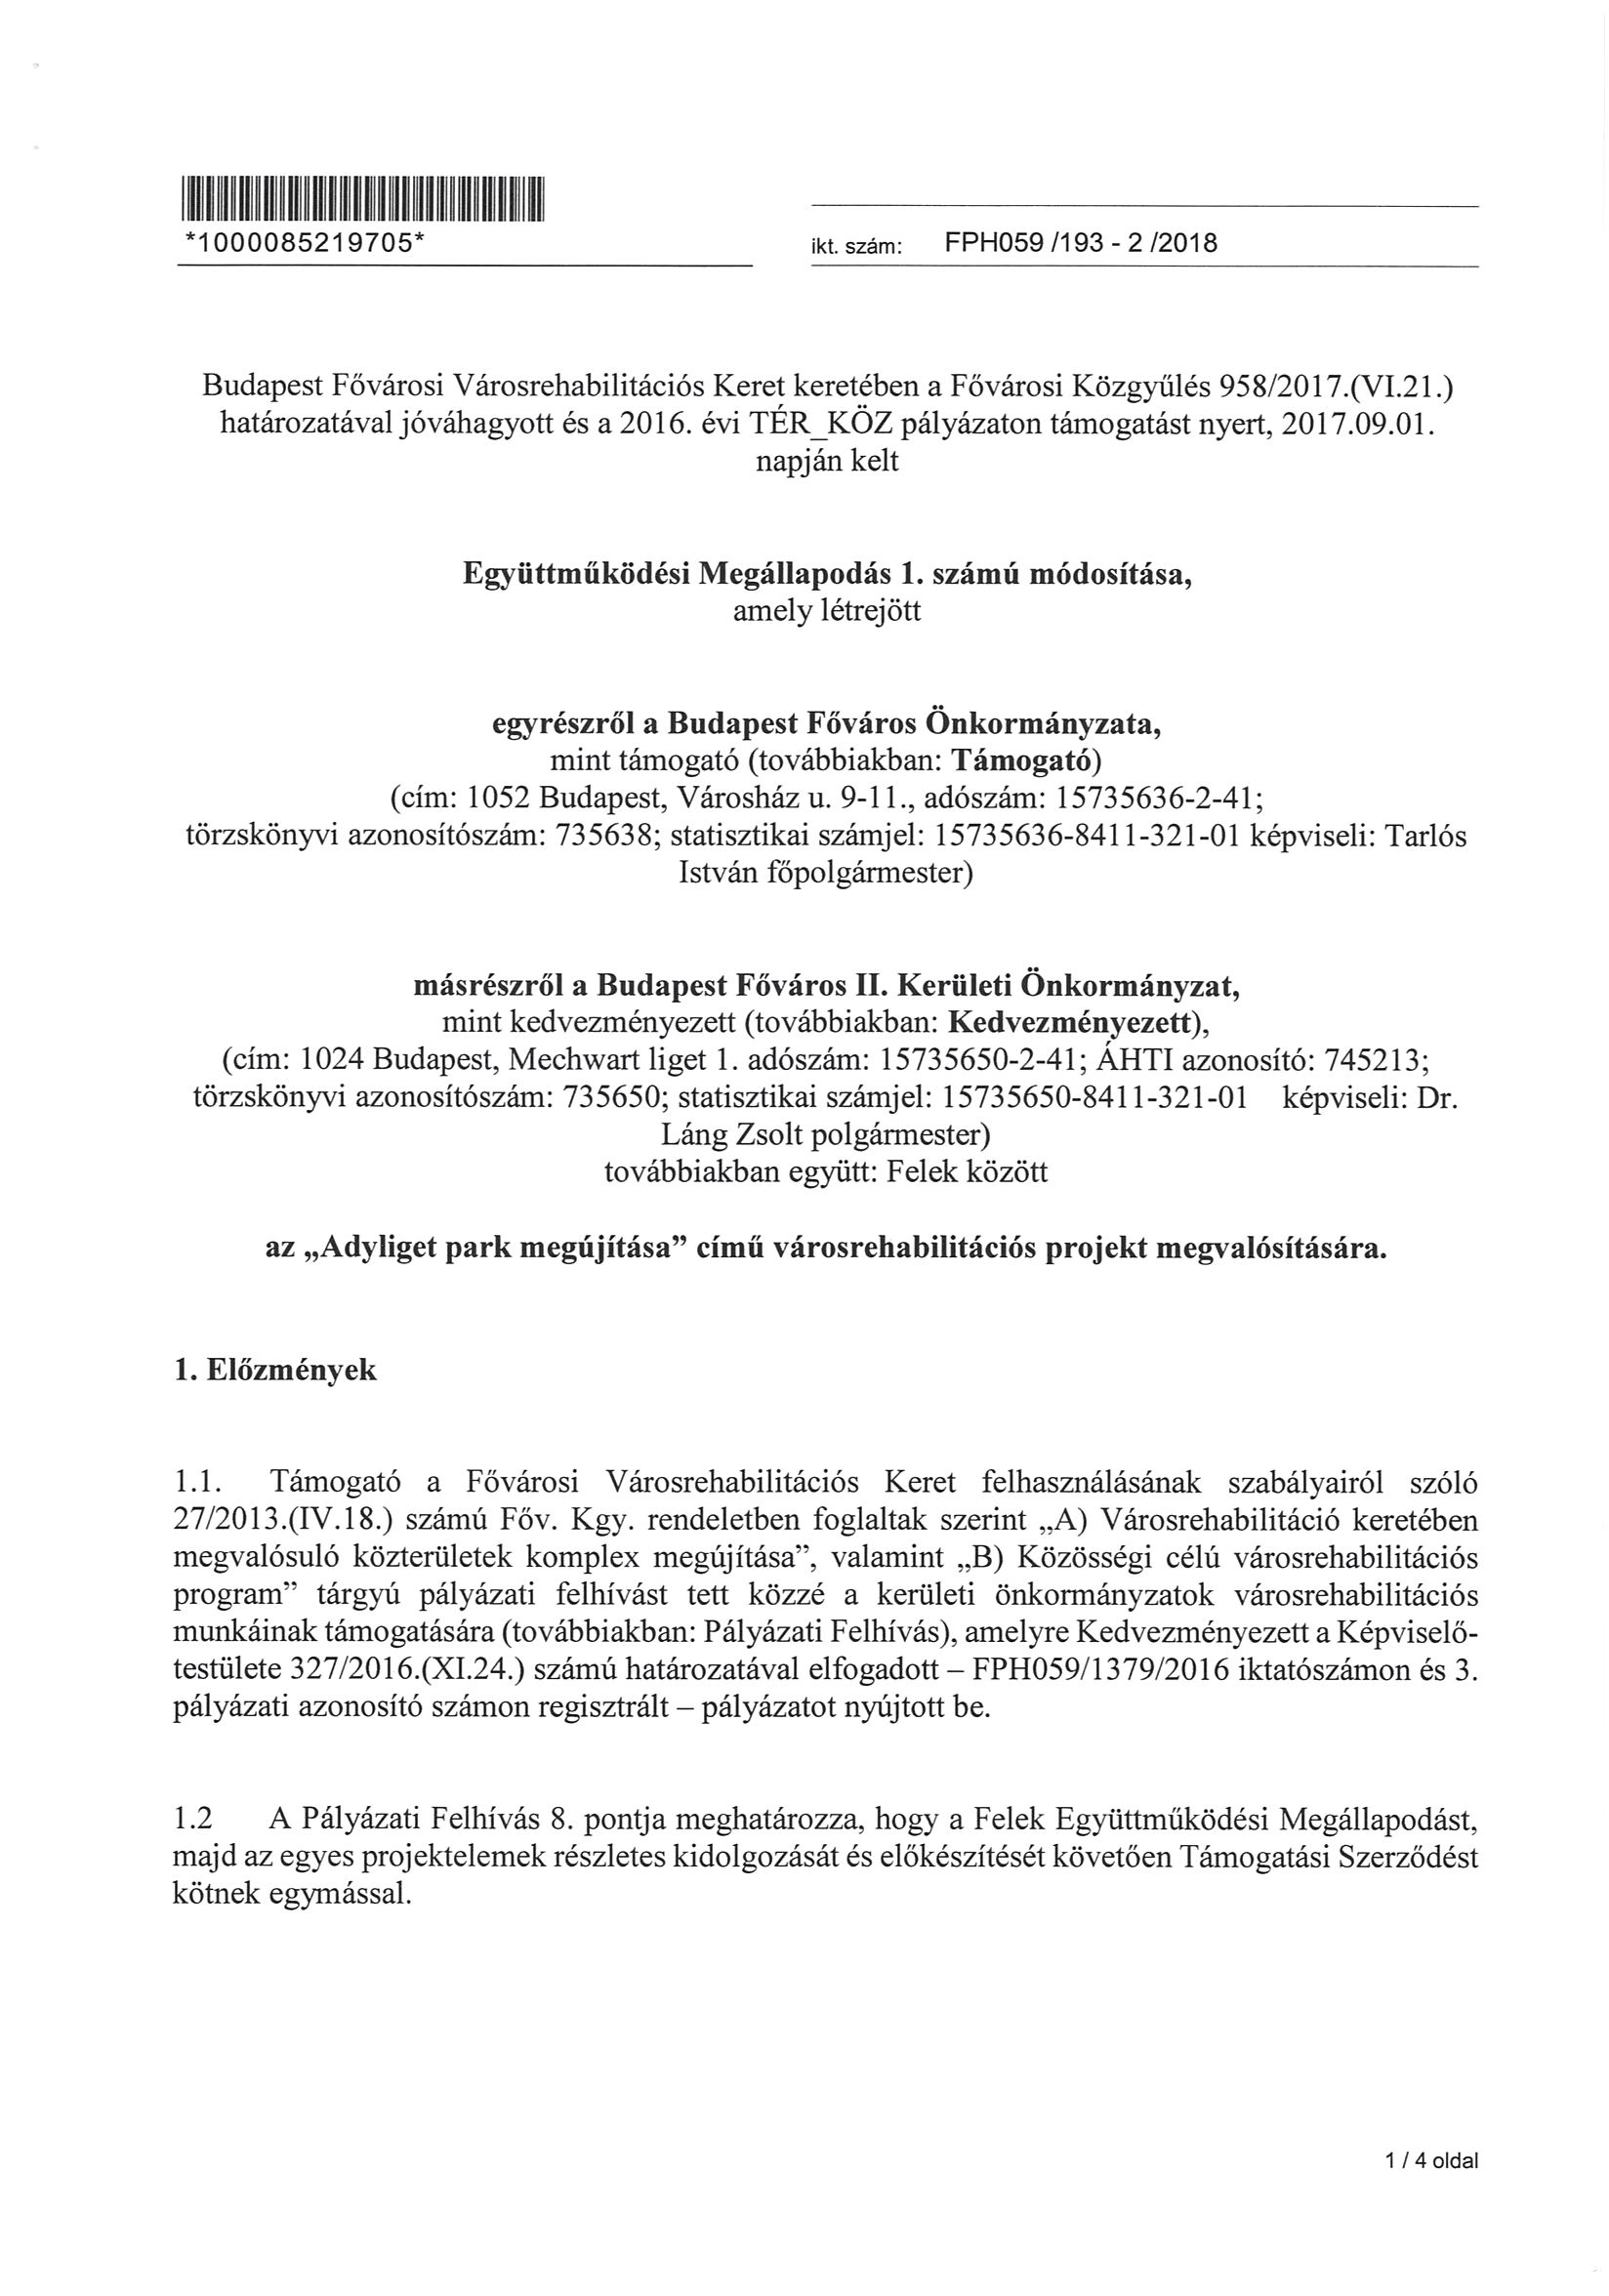 *1000085219705*
ikt. szám: FPH059 /193 - 2 /2018
Budapest Fővárosi Városrehabilitációs Keret keretében a Fővárosi Közgyűlés 958/2017.(VI.21.)
határozatával jóváhagyott és a 2016. évi TÉR_KÖZ pályázaton támogatást nyert, 2017.09.01.
napján kelt
Együttműködési Megállapodás 1. számú módosítása,
amely létrejött
egyrészről a Budapest Főváros Önkormányzata,
mint támogató (továbbiakban: Támogató)
(cím: 1052 Budapest, Városház u. 9-11., adószám: 15735636-2-41;
törzskönyvi azonosítószám: 735638; statisztikai számjel: 15735636-8411-321-01 képviseli: Tarlós
István főpolgármester)
másrészről a Budapest Főváros II. Kerületi Önkormányzat,
mint kedvezményezett (továbbiakban: Kedvezményezett),
(cím: 1024 Budapest, Mechwart liget 1. adószám: 15735650-2-41; ÁHTI azonosító: 745213;
törzskönyvi azonosítószám: 735650; statisztikai számjel: 15735650-8411-321-01 képviseli: Dr.
Láng Zsolt polgármester)
továbbiakban együtt: Felek között
az „Adyliget park megújítása” című városrehabilitációs projekt megvalósítására.
1. Előzmények
1.1. Támogató a Fővárosi Városrehabilitációs Keret felhasználásának szabályairól szóló
27/2013.(IV.18.) számú Főv. Kgy. rendeletben foglaltak szerint „A) Városrehabilitáció keretében
megvalósuló közterületek komplex megújítása”, valamint „B) Közösségi célú városrehabilitációs
program” tárgyú pályázati felhívást tett közzé a kerületi önkormányzatok városrehabilitációs
munkáinak támogatására (továbbiakban: Pályázati Felhívás), amelyre Kedvezményezett a Képviselő-
testülete 327/2016.(XI.24.) számú határozatával elfogadott – FPH059/1379/2016 iktatószámon és 3.
pályázati azonosító számon regisztrált – pályázatot nyújtott be.
1.2 A Pályázati Felhívás 8. pontja meghatározza, hogy a Felek Együttműködési Megállapodást,
majd az egyes projektelemek részletes kidolgozását és előkészítését követően Támogatási Szerződést
kötnek egymással.
1 / 4 oldal